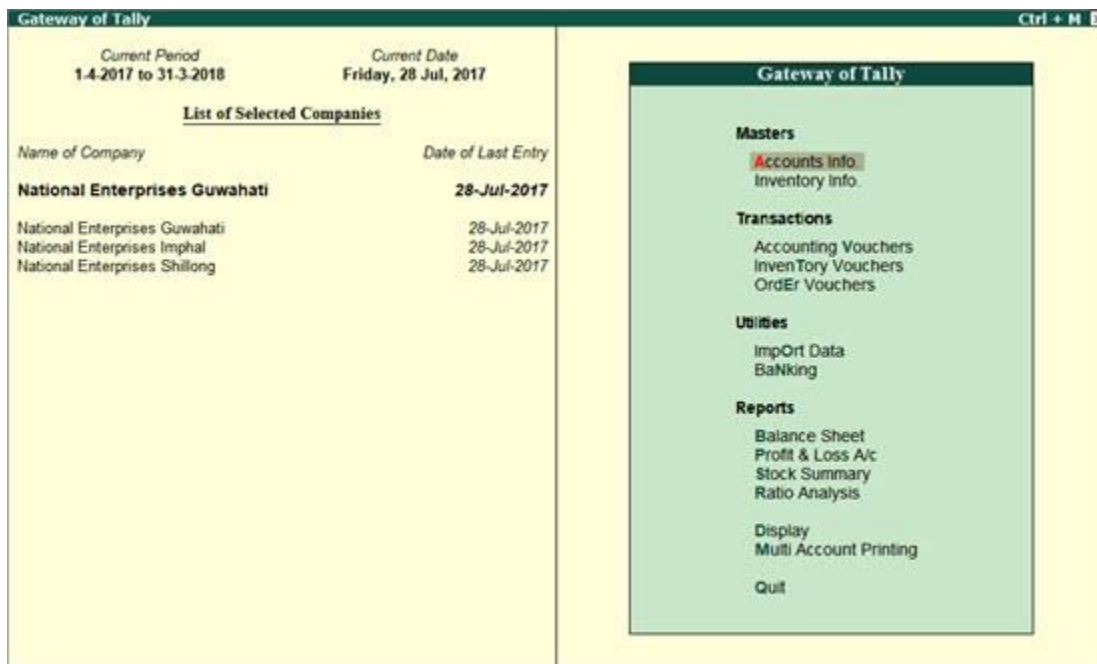 Gateway of Tally
Ctrl + M
Current Period
Current Date
1-4-2017 to 31-3-2018
Friday, 28 Jul, 2017
List of Selected Companies
Name of Company
Date of Last Entry
National Enterprises Guwahati
28-Jul-2017
National Enterprises Guwahati
28-Jul-2017
National Enterprises Imphal
28-Jul-2017
National Enterprises Shillong
28-Jul-2017
Gateway of Tally
Masters
Accounts Info.
Inventory Info.
Transactions
Accounting Vouchers
InvenTory Vouchers
OrdEr Vouchers
Utilities
ImpOrt Data
BaNking
Reports
Balance Sheet
Profit & Loss A/c
Stock Summary
Ratio Analysis
Display
Multi Account Printing
Quit